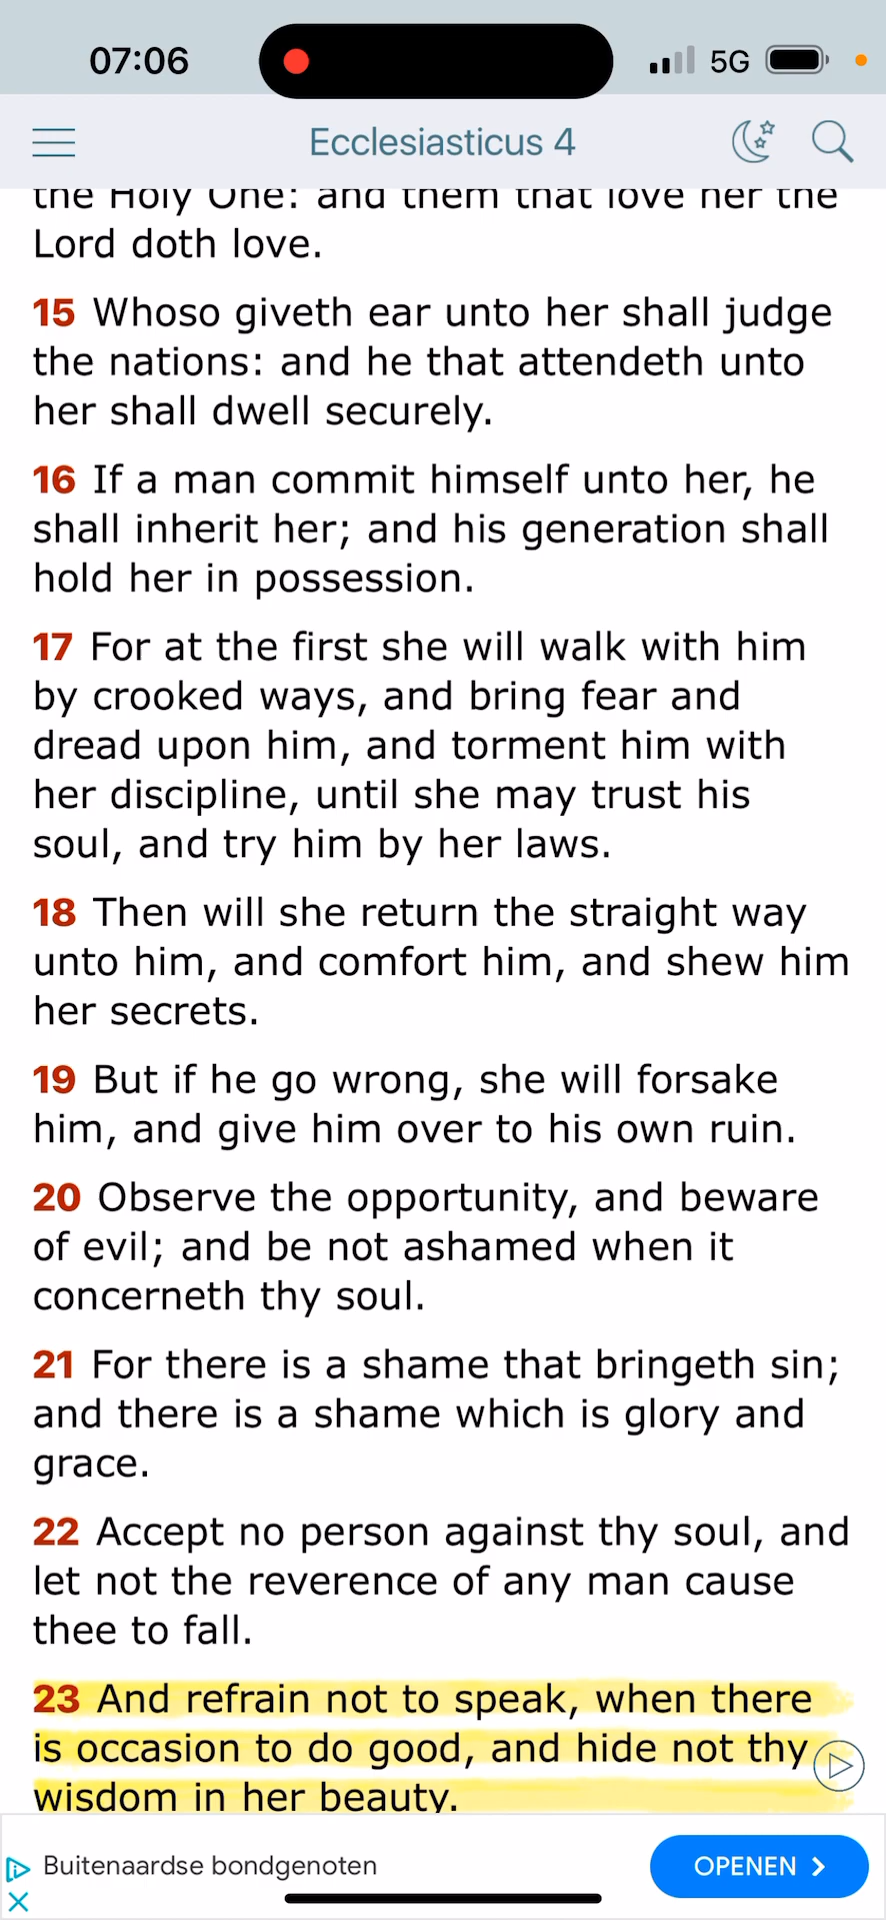 07:06
5G
Ecclesiasticus 4
the Holy One: and them that love her the
Lord doth love.
15 Whoso giveth ear unto her shall judge
the nations: and he that attendeth unto
her shall dwell securely.
16 If a man commit himself unto her, he
shall inherit her; and his generation shall
hold her in possession.
17 For at the first she will walk with him
by crooked ways, and bring fear and
dread upon him, and torment him with
her discipline, until she may trust his
soul, and try him by her laws.
18 Then will she return the straight way
unto him, and comfort him, and shew him
her secrets.
19 But if he go wrong, she will forsake
him, and give him over to his own ruin.
20 Observe the opportunity, and beware
of evil; and be not ashamed when it
concerneth thy soul.
21 For there is a shame that bringeth sin;
and there is a shame which is glory and
grace.
22 Accept no person against thy soul, and
let not the reverence of any man cause
thee to fall.
23 And refrain not to speak, when there
is occasion to do good, and hide not thy
wisdom in her beauty.
Buitenaardse bondgenoten
OPENEN